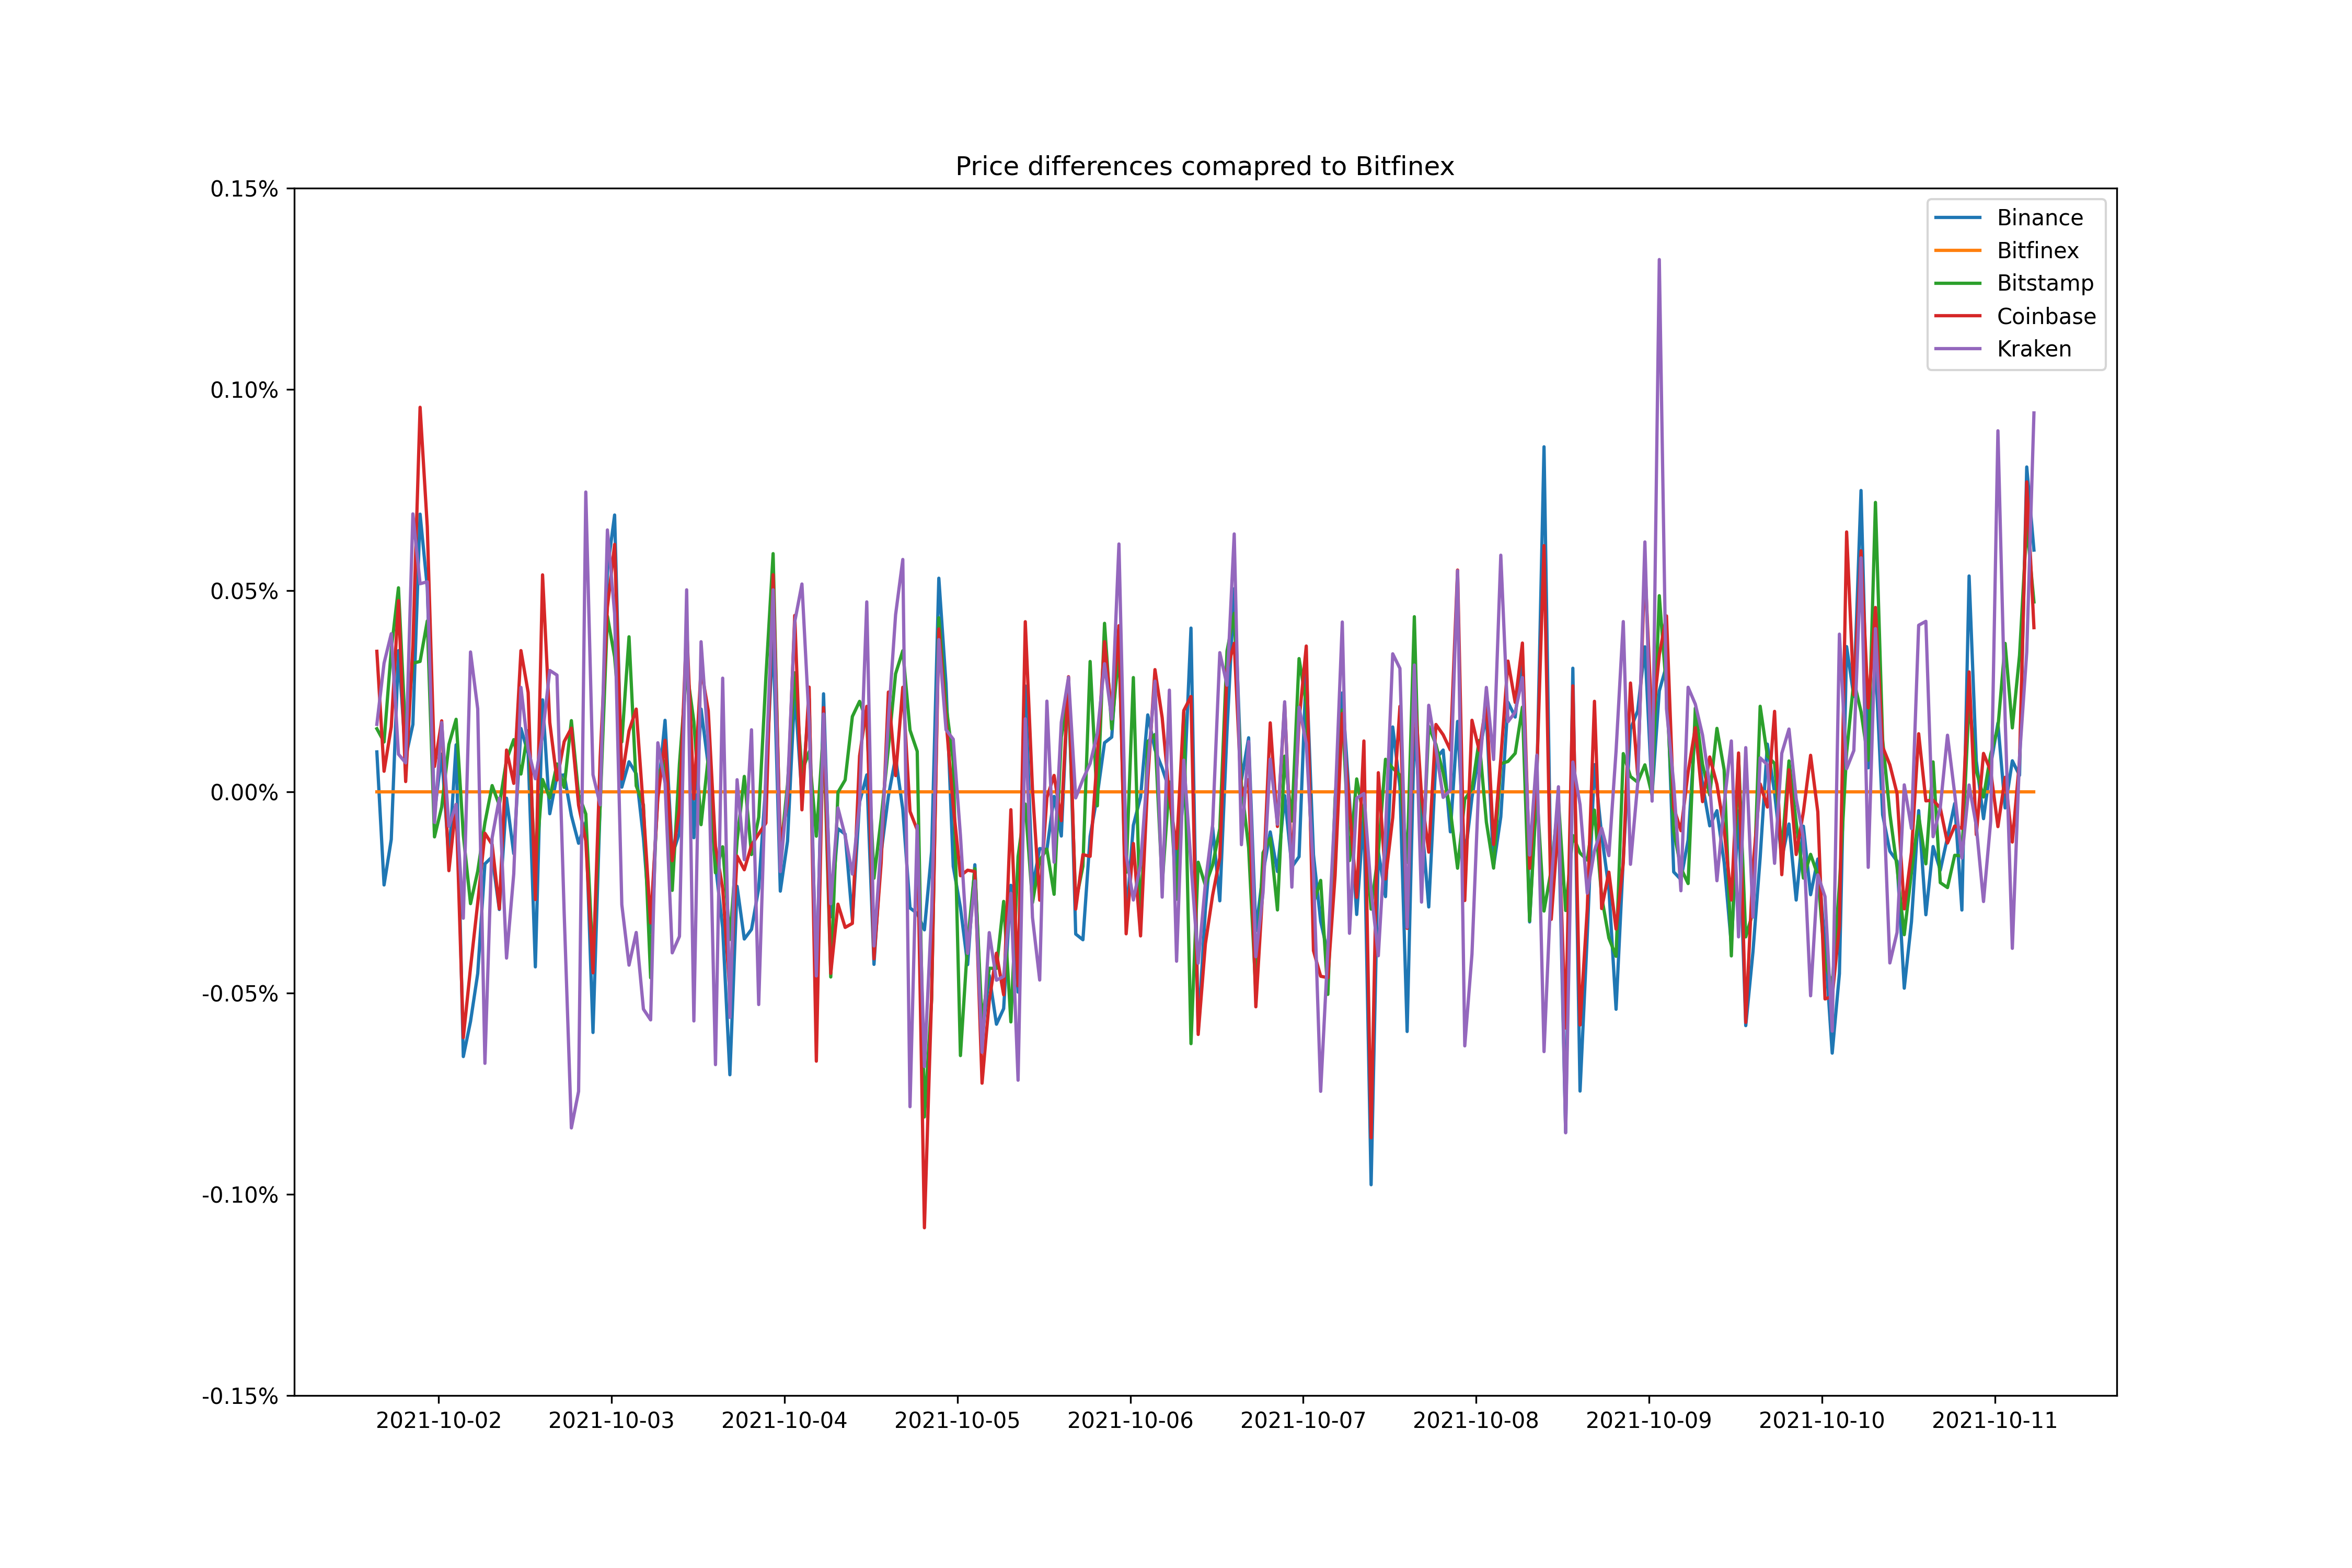 Price differences comapred to Bitfinex
0.15%
0.10%
0.05%
0.00%
-0.05%
-0.10%
-0.15%
Binance
Bitfinex
Bitstamp
Coinbase
Kraken
2021-10-02 2021-10-03 2021-10-04 2021-10-05 2021-10-06 2021-10-07 2021-10-08 2021-10-09 2021-10-10 2021-10-11